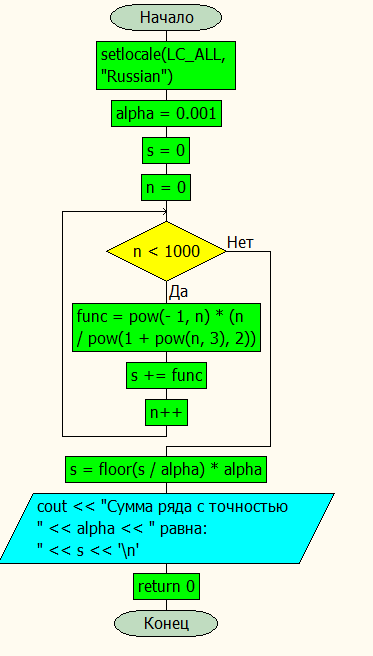 Начало
setlocale(LC_ALL,
"Russian")
alpha = 0.001
s = 0
n = 0
n < 1000
Нет
Да
func = pow(- 1, n) * (n
/ pow(1 + pow(n, 3), 2))
s += func
n++
s = floor(s / alpha) * alpha
cout << "Сумма ряда с точностью
" << alpha << " равна:
" << s << '\n'
return 0
Конец